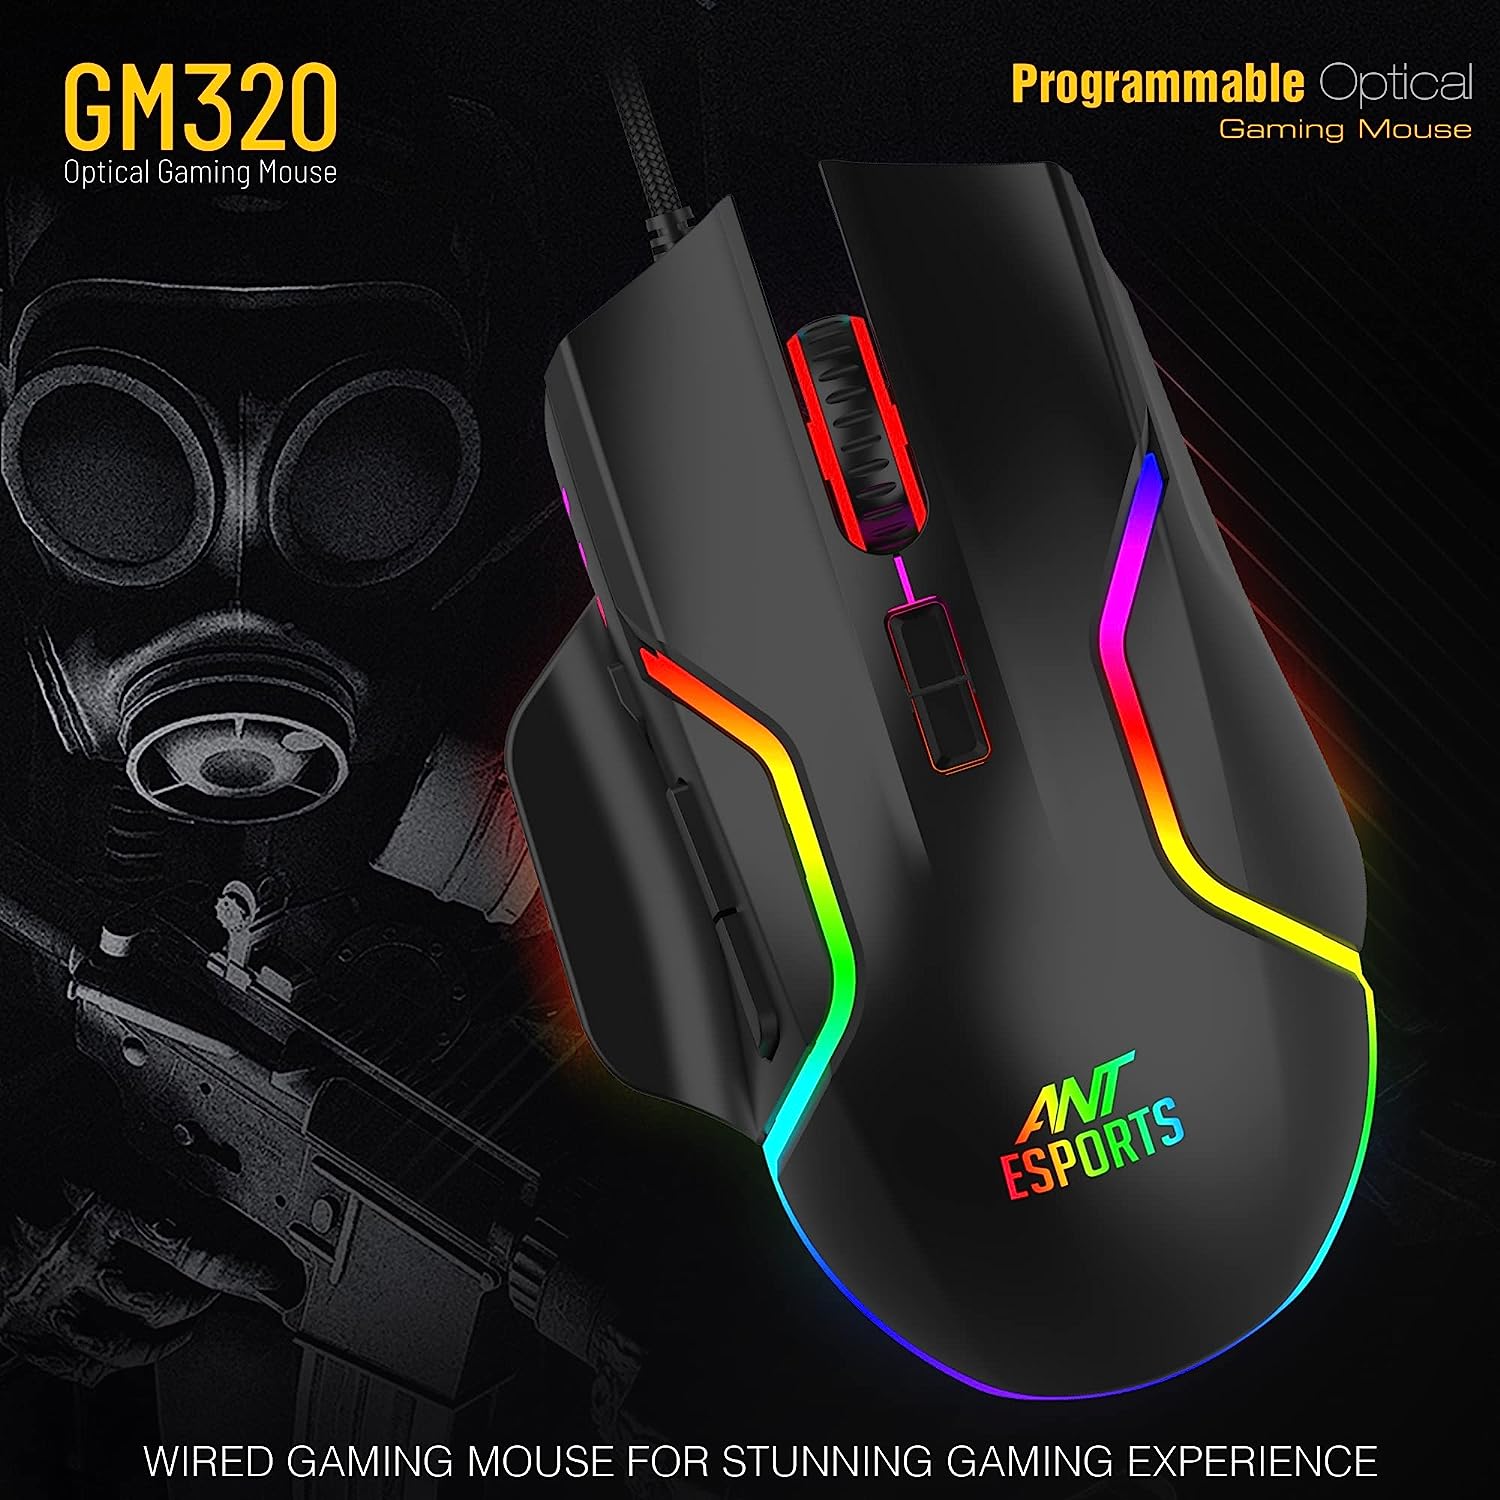 GM320
Optical Gaming Mouse
Programmable Optical
Gaming Mouse
ANT
ESPORTS
WIRED GAMING MOUSE FOR STUNNING GAMING EXPERIENCE